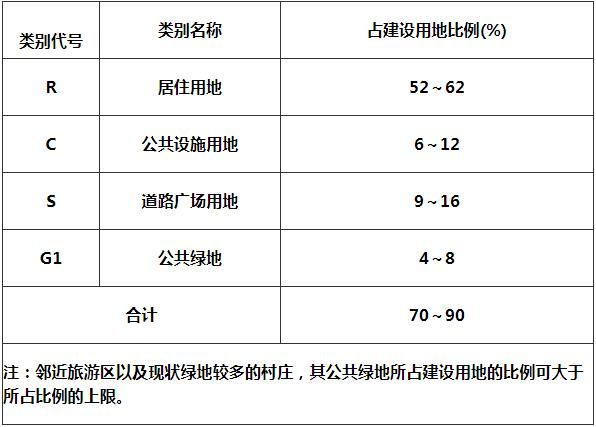 类别代号 类别名称 占建设用地比例(%)
R 居住用地 52～62
C 公共设施用地 6～12
S 道路广场用地 9～16
G1 公共绿地 4～8
合计 70～90
注：邻近旅游区以及现状绿地较多的村庄，其公共绿地所占建设用地的比例可大于
所占比例的上限。